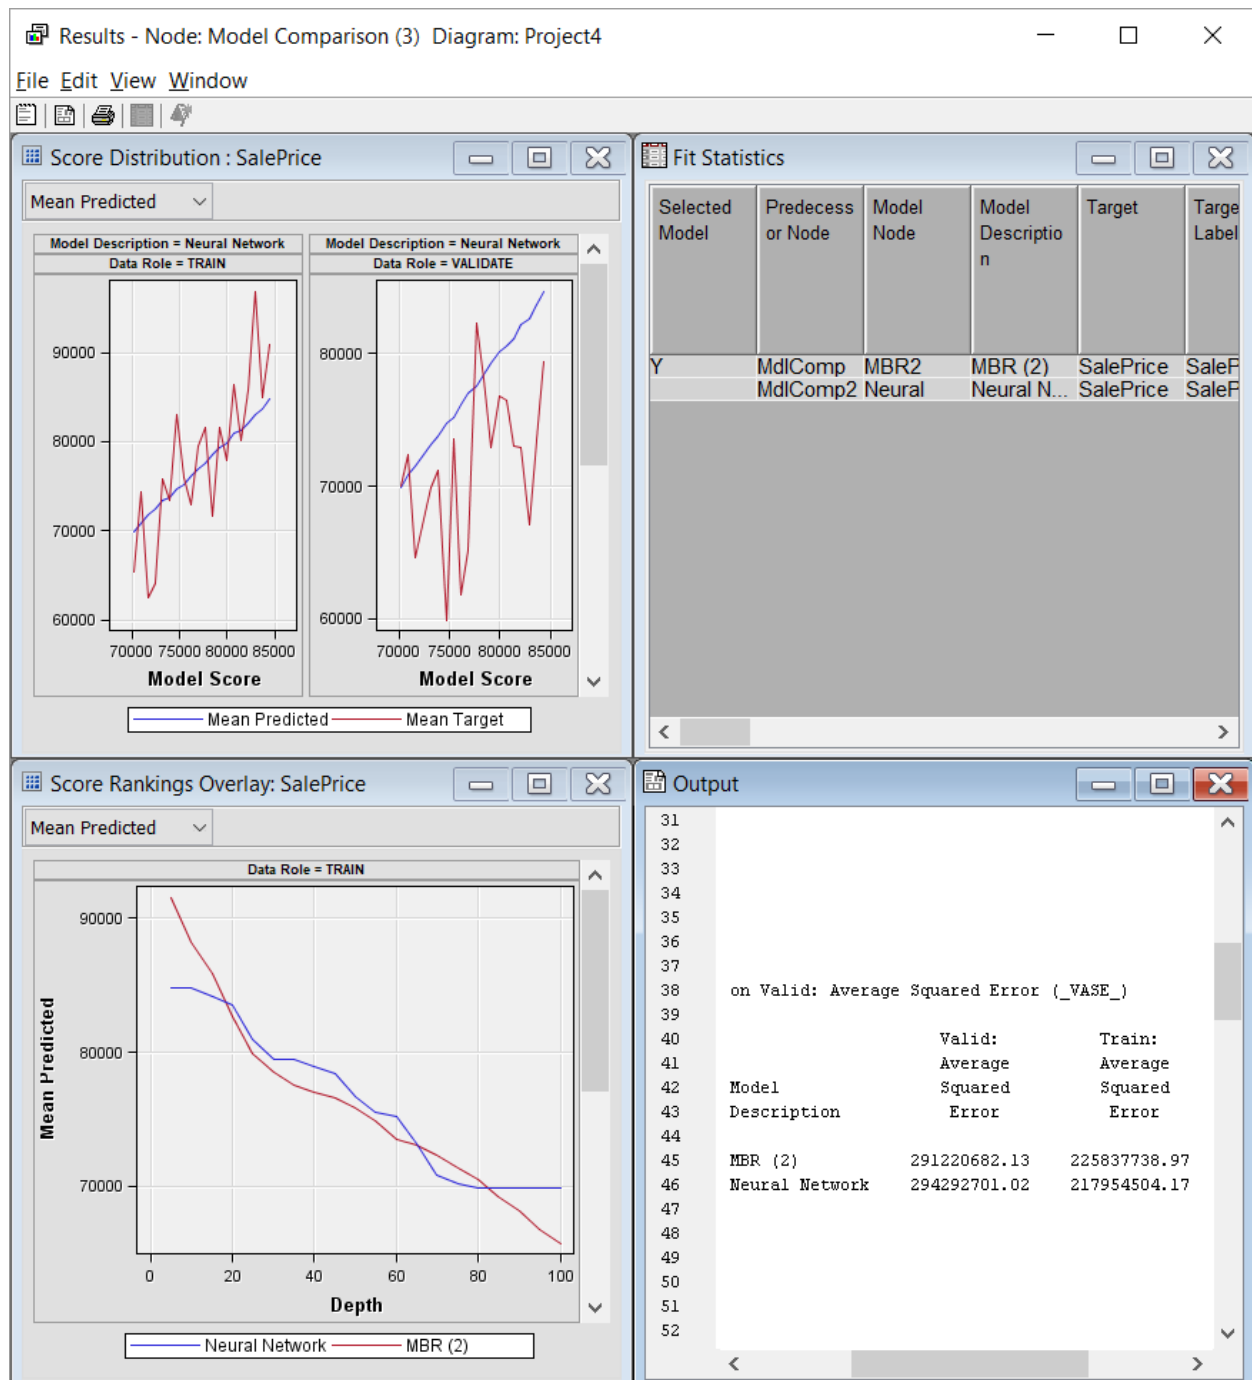 Results - Node: Model Comparison (3) Diagram: Project4
File Edit View Window
Score Distribution : SalePrice
Mean Predicted
Model Description = Neural Network
Data Role = TRAIN
90000
80000
70000
60000
70000 75000 80000 85000
Model Score
Model Description = Neural Network
Data Role = VALIDATE
80000
70000
60000
70000 75000 80000 85000
Model Score
Mean Predicted Mean Target
Fit Statistics
Selected Model Predecess or Node Model Node Model Descriptio n Target Targe Label
Y MdlComp MBR2 MBR (2) SalePrice SaleP
MdlComp2 Neural Neural N... SalePrice SaleP
Score Rankings Overlay: SalePrice
Mean Predicted
Data Role = TRAIN
Mean Predicted
90000
80000
70000
0 20 40 60 80 100
Depth
Neural Network MBR (2)
Output
31
32
33
34
35
36
37
38 on Valid: Average Squared Error (_VASE_)
39
40 Valid: Train:
41 Average Average
42 Model Squared Squared
43 Description Error Error
44
45 MBR (2) 291220682.13 225837738.97
46 Neural Network 294292701.02 217954504.17
47
48
49
50
51
52